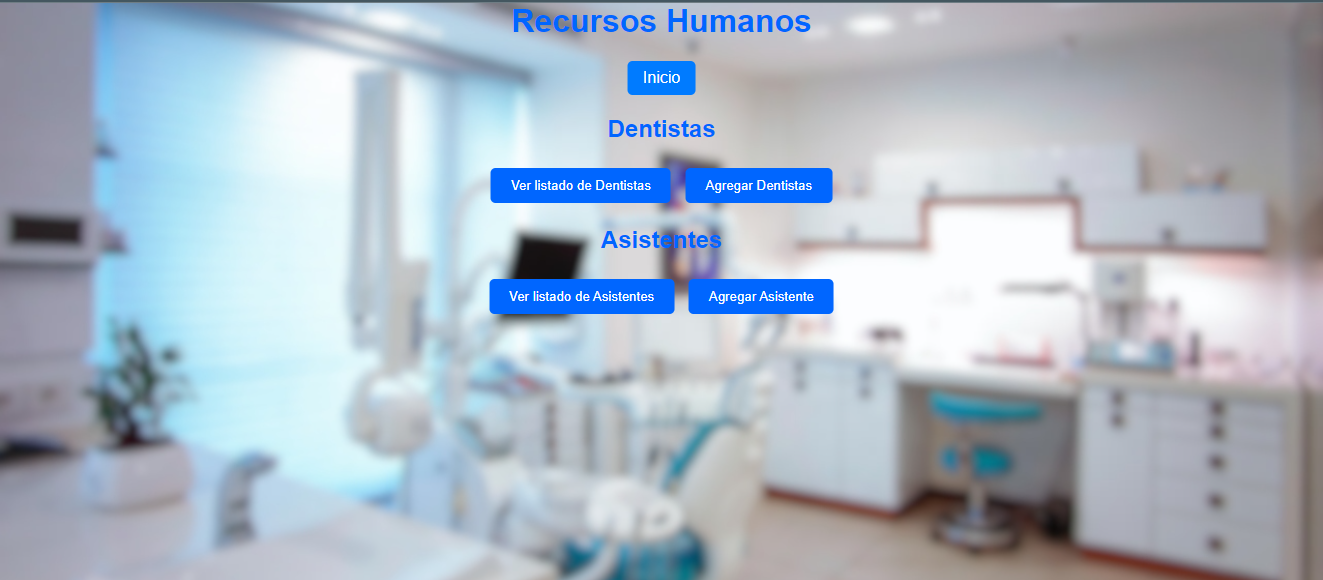 Recursos Humanos
Inicio
Dentistas
Ver listado de Dentistas Agregar Dentistas
Asistentes
Ver listado de Asistentes Agregar Asistente